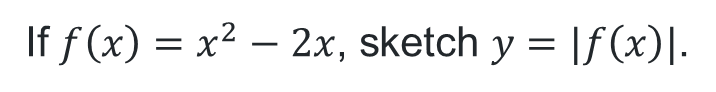 If f(x) = x² − 2x, sketch y = |f(x)|.